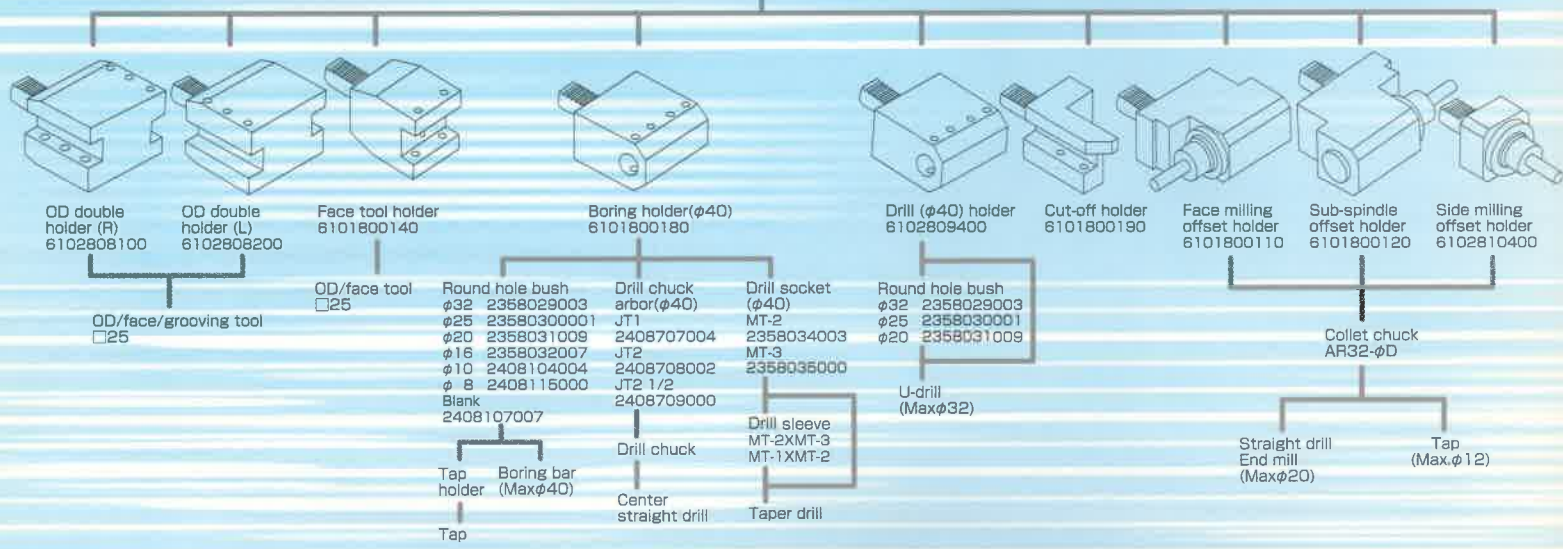 OD double
holder (R)
6102808100
OD double
holder (L)
6102808200
Face tool holder
6101800140
Boring holder(φ40)
6101800180
Drill (φ40) holder
6102809400
Cut-off holder
6101800190
Face milling
offset holder
6101800110
Sub-spindle
offset holder
6101800120
Side milling
offset holder
6102810400
OD/face/grooving tool
□25
OD/face tool
□25
Round hole bush
φ32 2358029003
φ25 23580300001
φ20 2358031009
φ16 2358032007
φ10 2408104004
φ 8 2408115000
Blank
2408107007
Tap
holder
Tap
Boring bar
(Maxφ40)
Drill chuck
arbor(φ40)
JT1
2408707004
JT2
2408708002
JT2 1/2
2408709000
Drill chuck
Center
straight drill
Drill socket
(φ40)
MT-2
2358034003
MT-3
2358035000
Drill sleeve
MT-2XMT-3
MT-1XMT-2
Taper drill
Round hole bush
φ32 2358029003
φ25 2358030001
φ20 2358031009
U-drill
(Maxφ32)
Collet chuck
AR32-φD
Straight drill
End mill
(Maxφ20)
Tap
(Max.φ12)